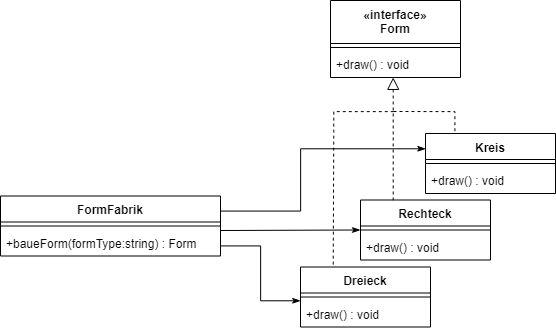 «interface»
Form
+draw() : void
Kreis
+draw() : void
FormFabrik
+baueForm(formType:string) : Form
Rechteck
+draw() : void
Dreieck
+draw() : void